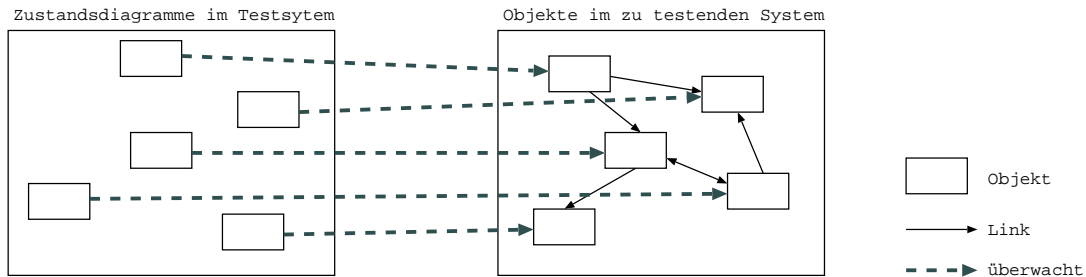 Zustandsdiagramme im Testsytem
Objekte im zu testenden System
Objekt
Link
überwacht